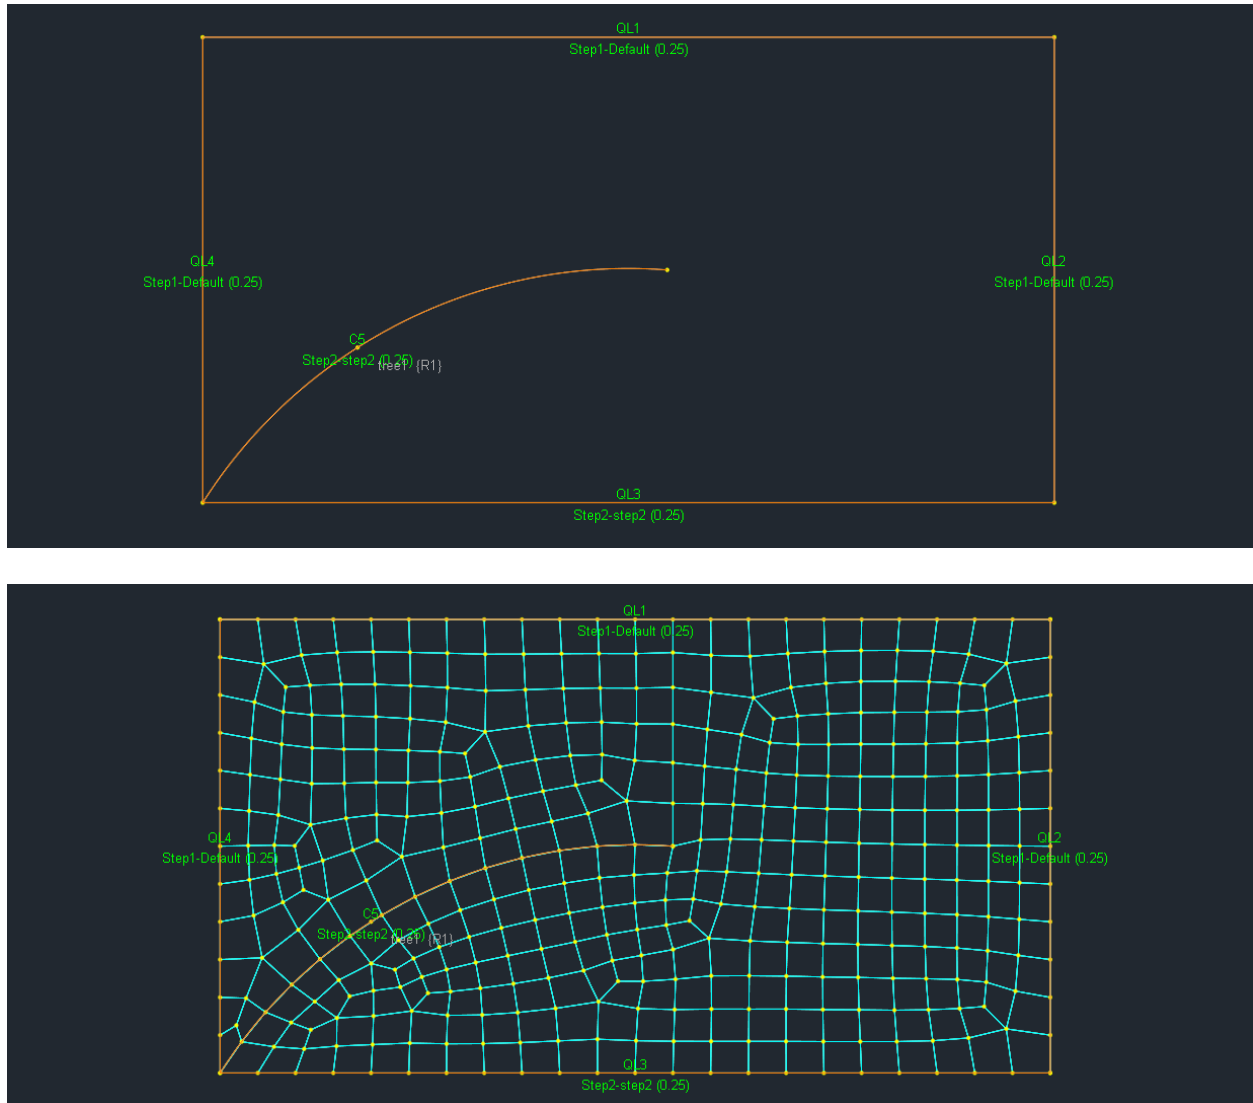 QL1
Step1-Default (0.25)
QL4
Step1-Default (0.25)
QL2
Step1-Default (0.25)
C5
Step2-step2 (0.25)
{R1}
QL3
Step2-step2 (0.25)
QL1
Step1-Default (0.25)
QL4
Step1-Default (0.25)
QL2
Step1-Default (0.25)
C5
Step2-step2 (0.25)
{R1}
QL3
Step2-step2 (0.25)